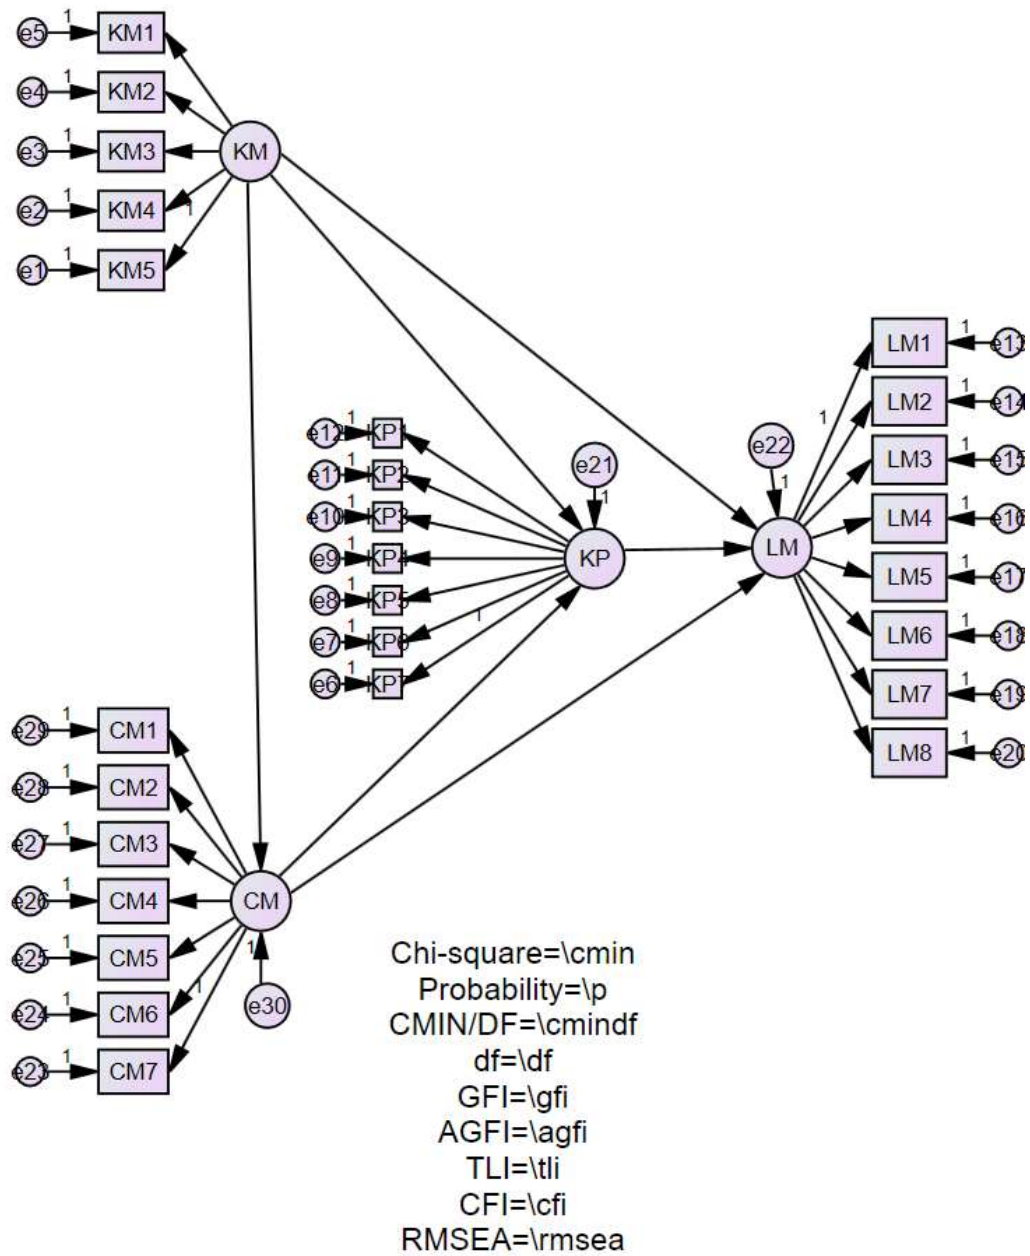 e5 1 KM1
e4 1 KM2
e3 1 KM3
KM
e2 1 KM4
1
e1 1 KM5
LM1 1 e13
LM2 1 e14
1
LM3 1 e15
LM4 1 e16
LM5 1 e17
LM6 1 e18
LM7 1 e19
LM8 1 e20
e22
1
LM
e21
1
KP
e12 1 KP1
e11 1 KP2
e10 1 KP3
e9 1 KP4
e8 1 KP5
e7 1 KP6
1
e6 1 KP7
e29 1 CM1
e28 1 CM2
e27 1 CM3
e26 1 CM4
CM
e25 1 CM5
e24 1 CM6
1
e23 1 CM7
1
e30
Chi-square=\cmin
Probability=\p
CMIN/DF=\cmindf
df=\df
GFI=\gfi
AGFI=\agfi
TLI=\tli
CFI=\cfi
RMSEA=\rmsea